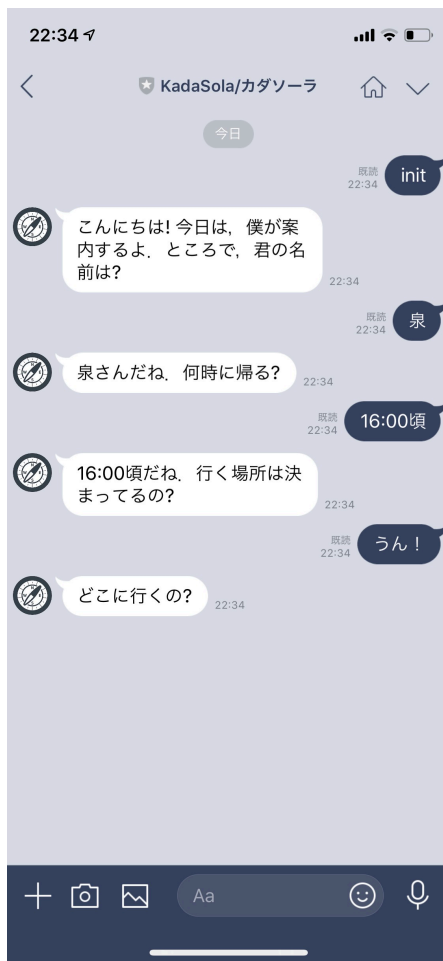 22:34
KadaSola/カダソーラ
今日
既読
22:34
init
こんにちは! 今日は, 僕が案
内するよ. ところで, 君の名
前は?
22:34
既読
22:34
泉
泉さんだね. 何時に帰る?
22:34
既読
22:34
16:00頃
16:00頃だね. 行く場所は決
まってるの?
22:34
既読
22:34
うん！
どこに行くの?
22:34
Aa